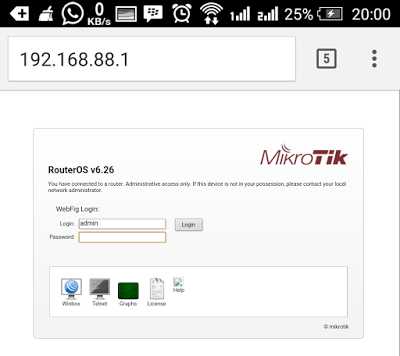 0
KB/s
1
2
25%
20:00
192.168.88.1
5
MikroTik
RouterOS v6.26
You have connected to a router. Administrative access only. If this device is not in your possession, please contact your local
network administrator.
WebFig Login:
Login: admin
Login
Password:
Winbox
Telnet
Graphs
License
Help
© mikrotik